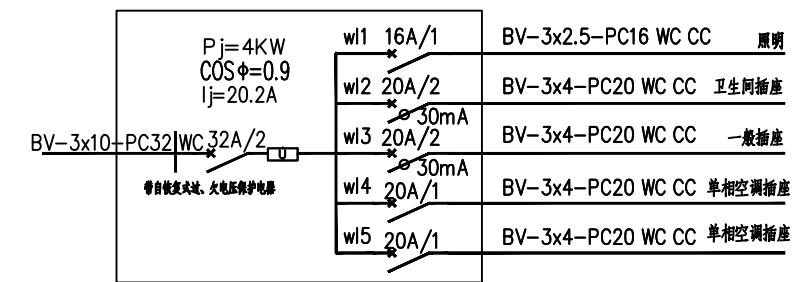 Pj=4KW
COSΦ=0.9
Ij=20.2A
BV-3x10-PC32 WC 32A/2
U
带自恢复式过、欠电压保护电器
wl1 16A/1 BV-3x2.5-PC16 WC CC 照明
wl2 20A/2 BV-3x4-PC20 WC CC 卫生间插座
30mA
wl3 20A/2 BV-3x4-PC20 WC CC 一般插座
30mA
wl4 20A/1 BV-3x4-PC20 WC CC 单相空调插座
wl5 20A/1 BV-3x4-PC20 WC CC 单相空调插座